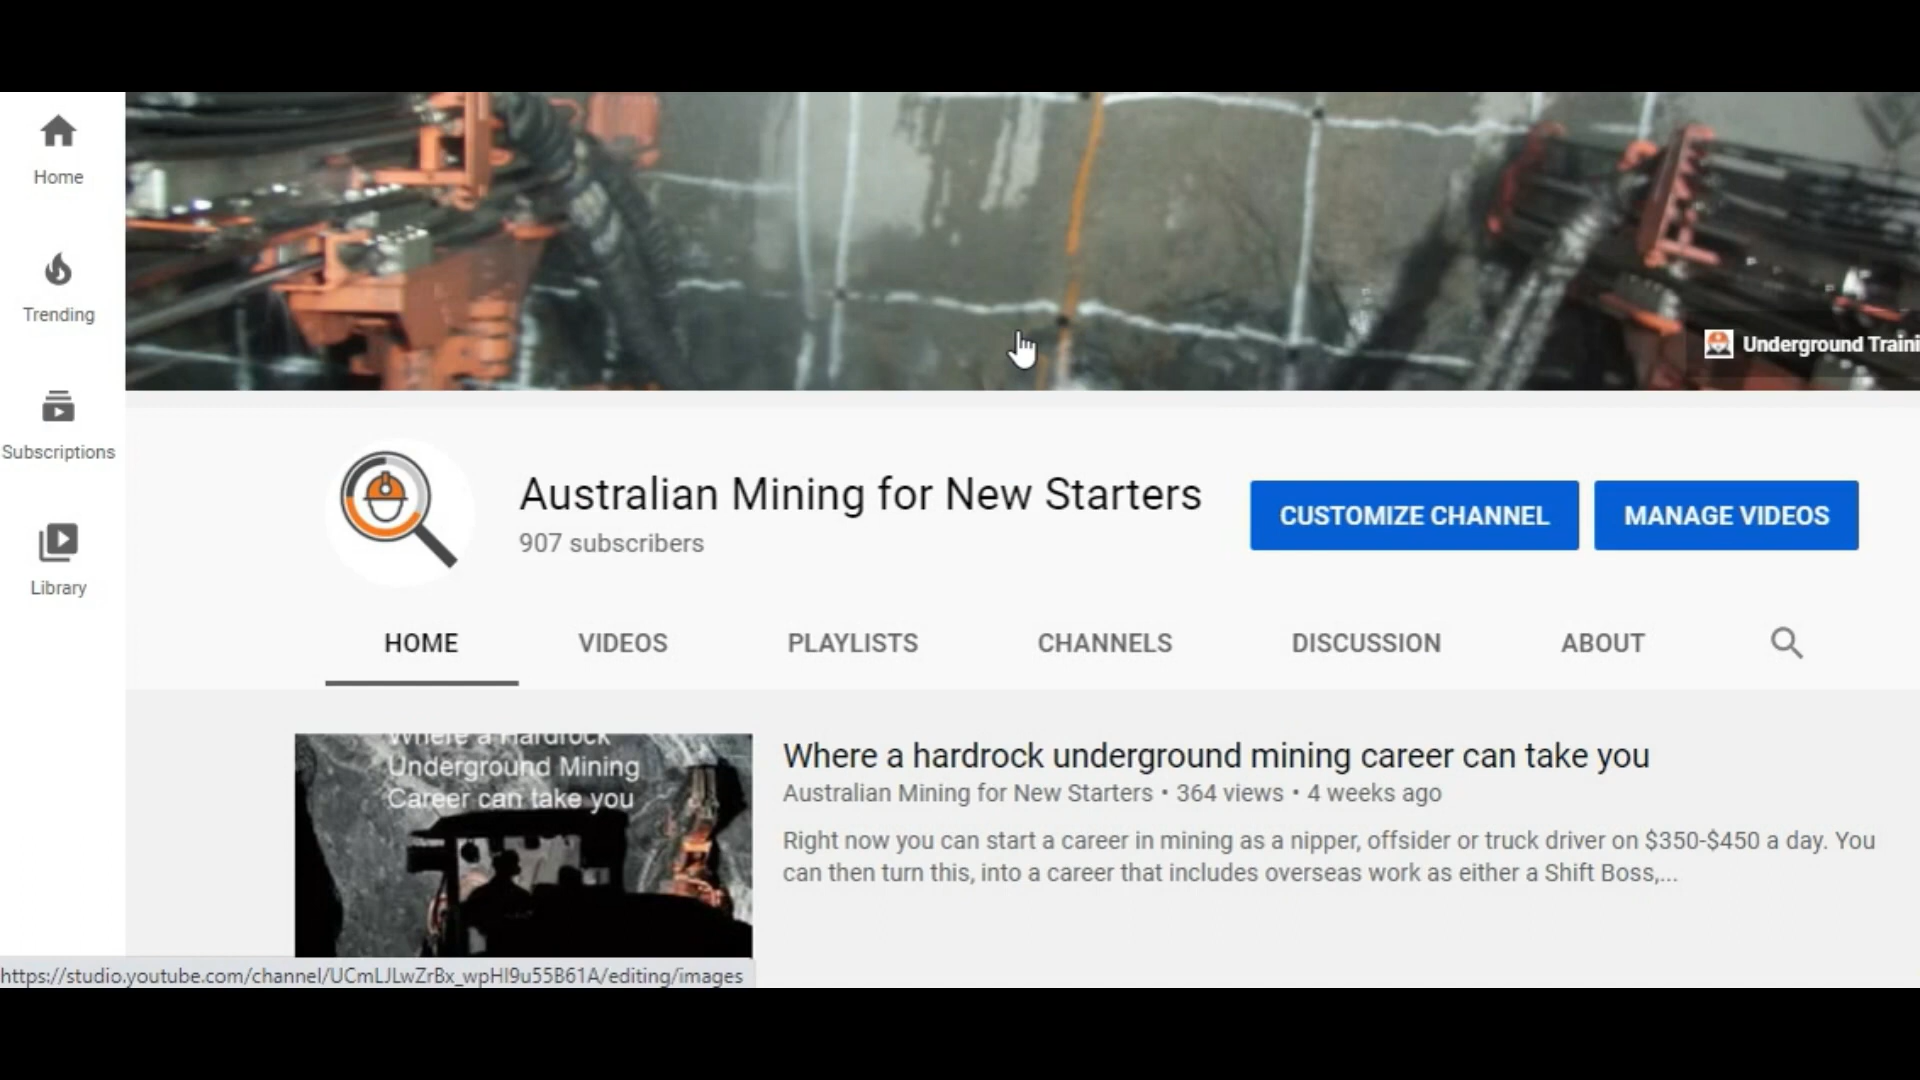 Home
Trending
Subscriptions
Library
Underground Traini
Australian Mining for New Starters
907 subscribers
CUSTOMIZE CHANNEL
MANAGE VIDEOS
HOME
VIDEOS
PLAYLISTS
CHANNELS
DISCUSSION
ABOUT
Where a Hardrock
Underground Mining
Career can take you
Where a hardrock underground mining career can take you
Australian Mining for New Starters • 364 views • 4 weeks ago
Right now you can start a career in mining as a nipper, offsider or truck driver on $350-$450 a day. You
can then turn this, into a career that includes overseas work as either a Shift Boss,...
https://studio.youtube.com/channel/UCmLJLwZrBx_wpHI9u55B61A/editing/images